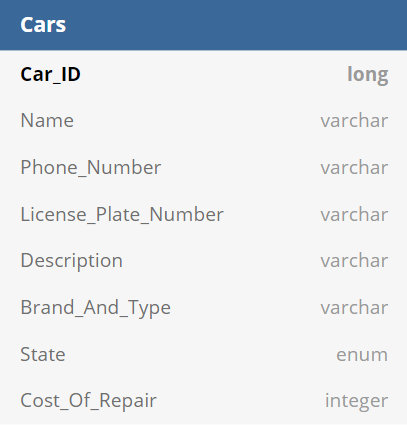 Cars
Car_ID long
Name varchar
Phone_Number varchar
License_Plate_Number varchar
Description varchar
Brand_And_Type varchar
State enum
Cost_Of_Repair integer